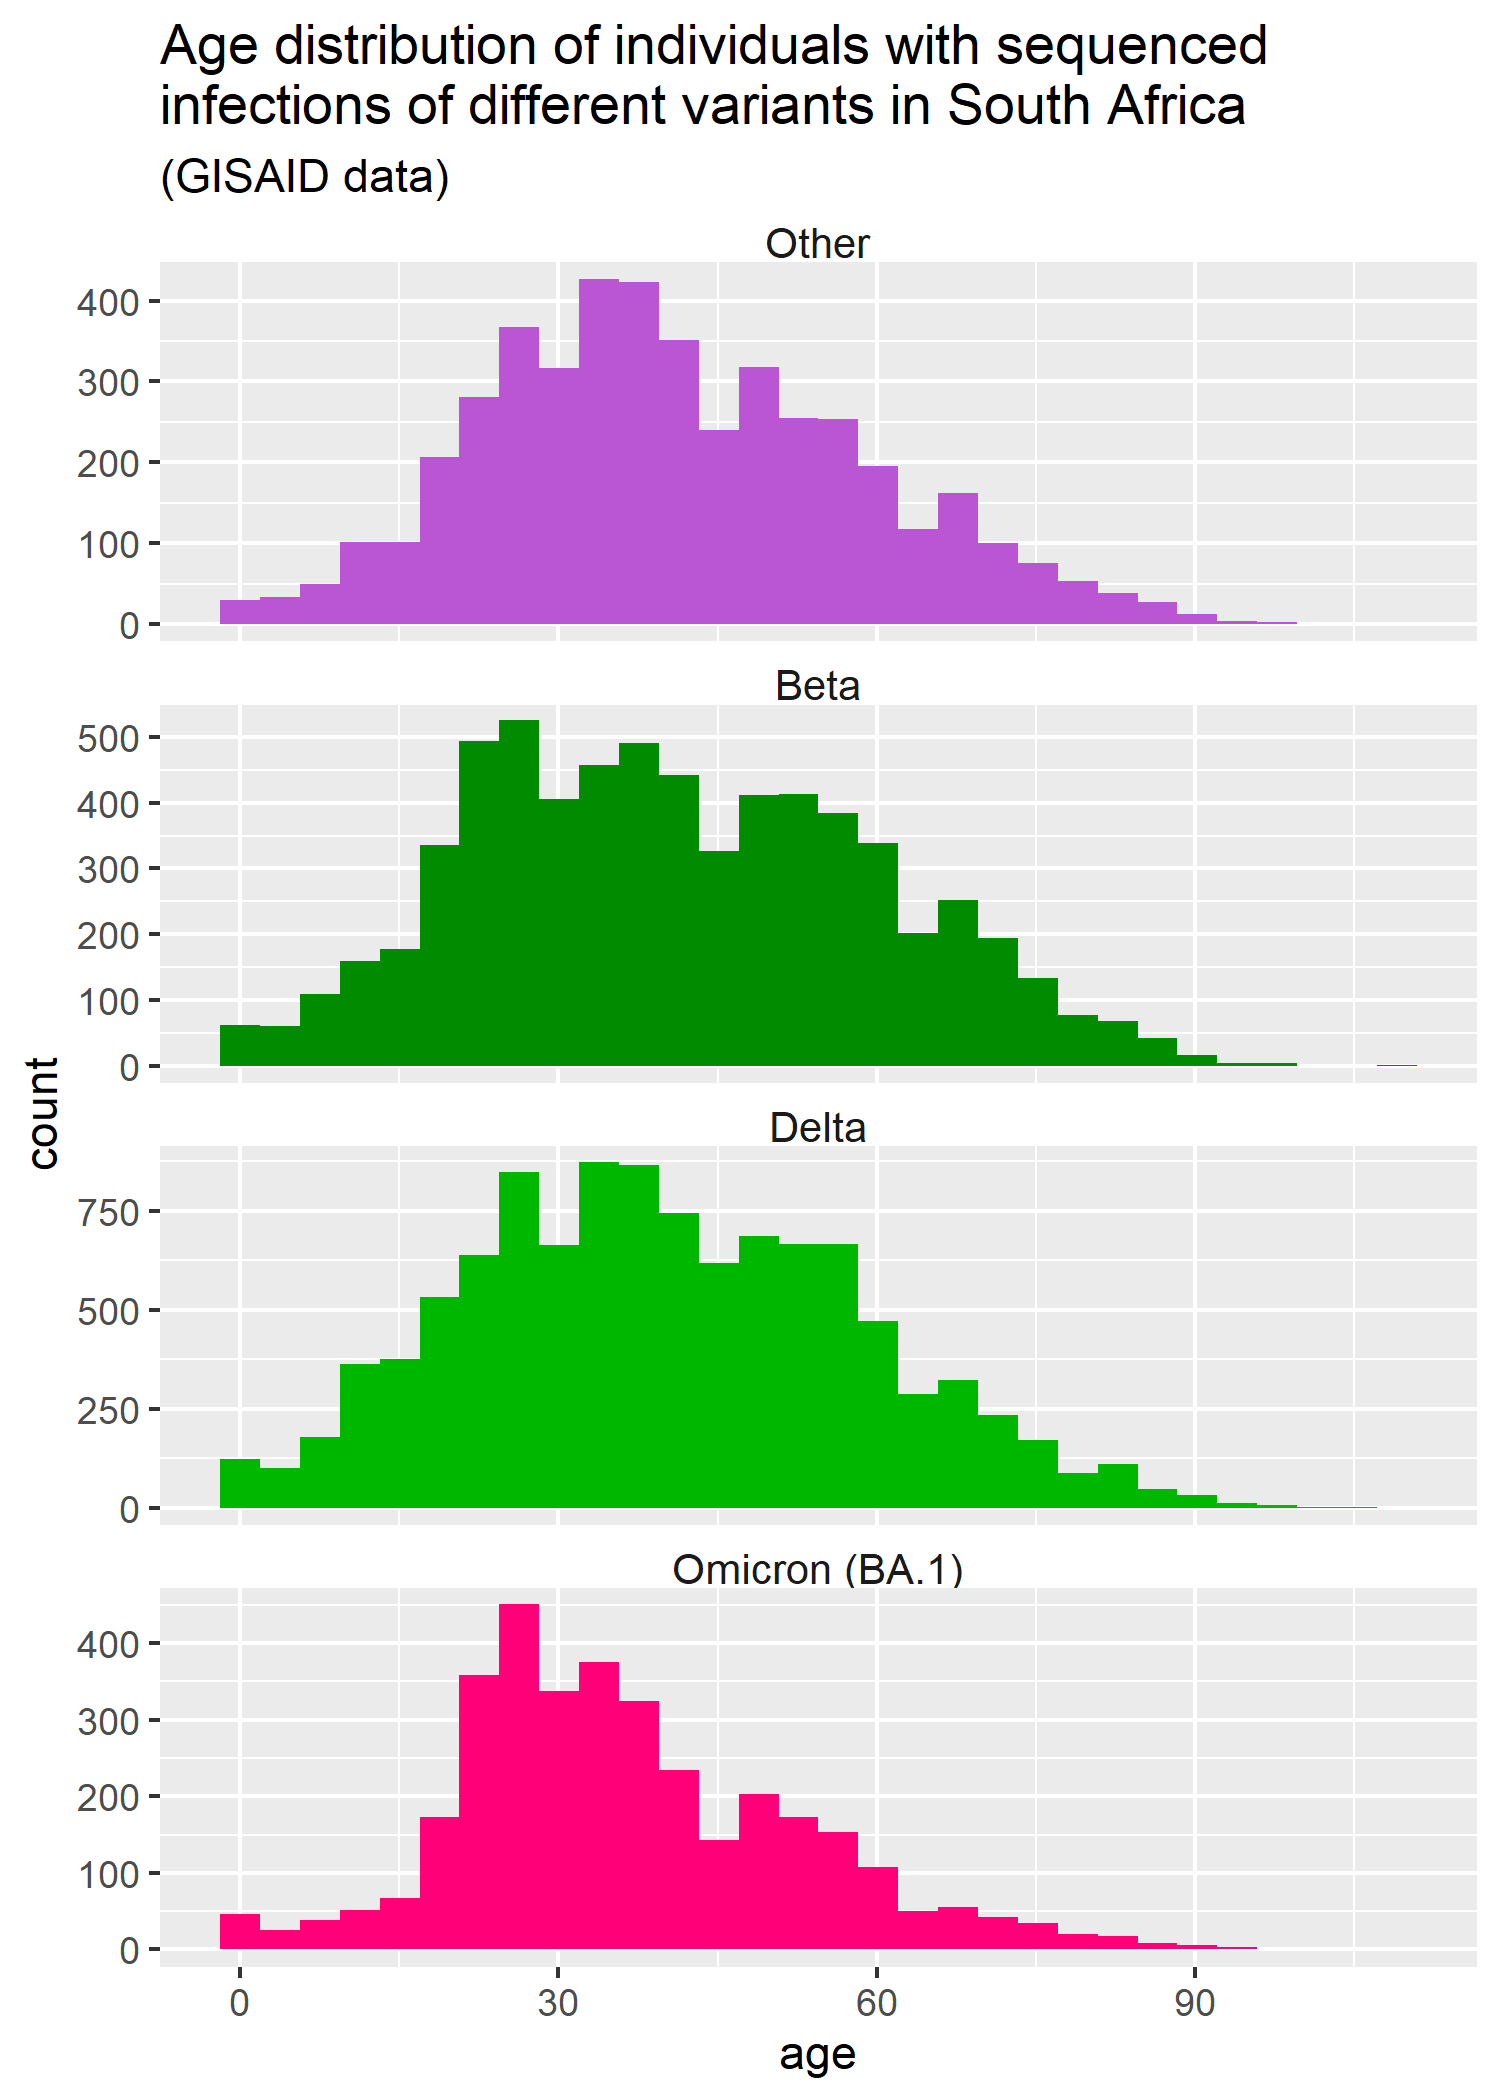 Age distribution of individuals with sequenced
infections of different variants in South Africa
(GISAID data)
Other
400
300
200
100
0
Beta
500
400
300
200
100
0
Delta
750
500
250
0
Omicron (BA.1)
400
300
200
100
0
0 30 60 90
age
count